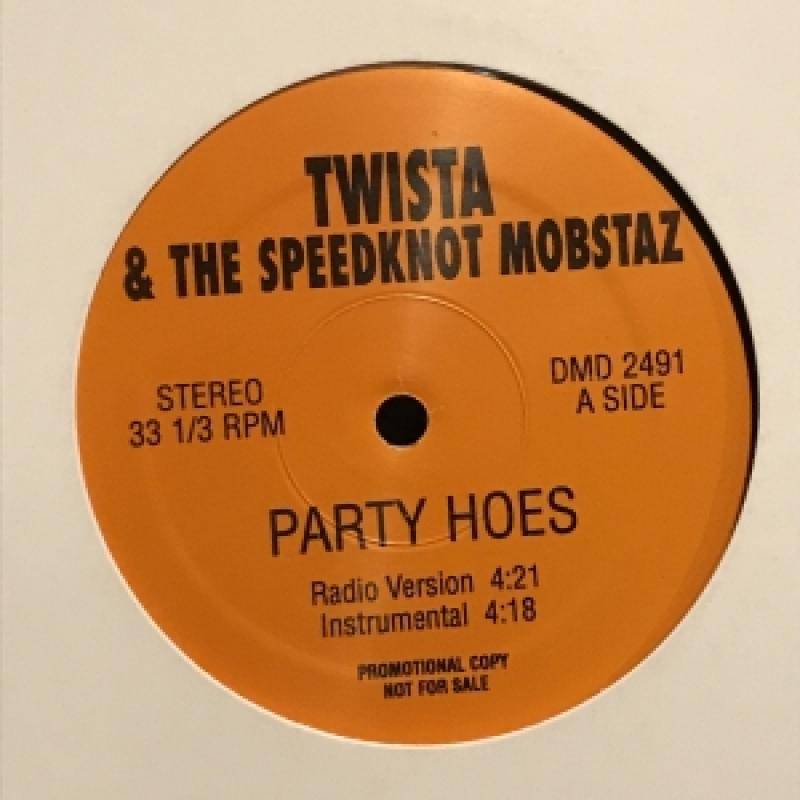 TWISTA
& THE SPEEDKNOT MOBSTAZ
STEREO
33 1/3 RPM
DMD 2491
A SIDE
PARTY HOES
Radio Version 4:21
Instrumental 4:18
PROMOTIONAL COPY
NOT FOR SALE